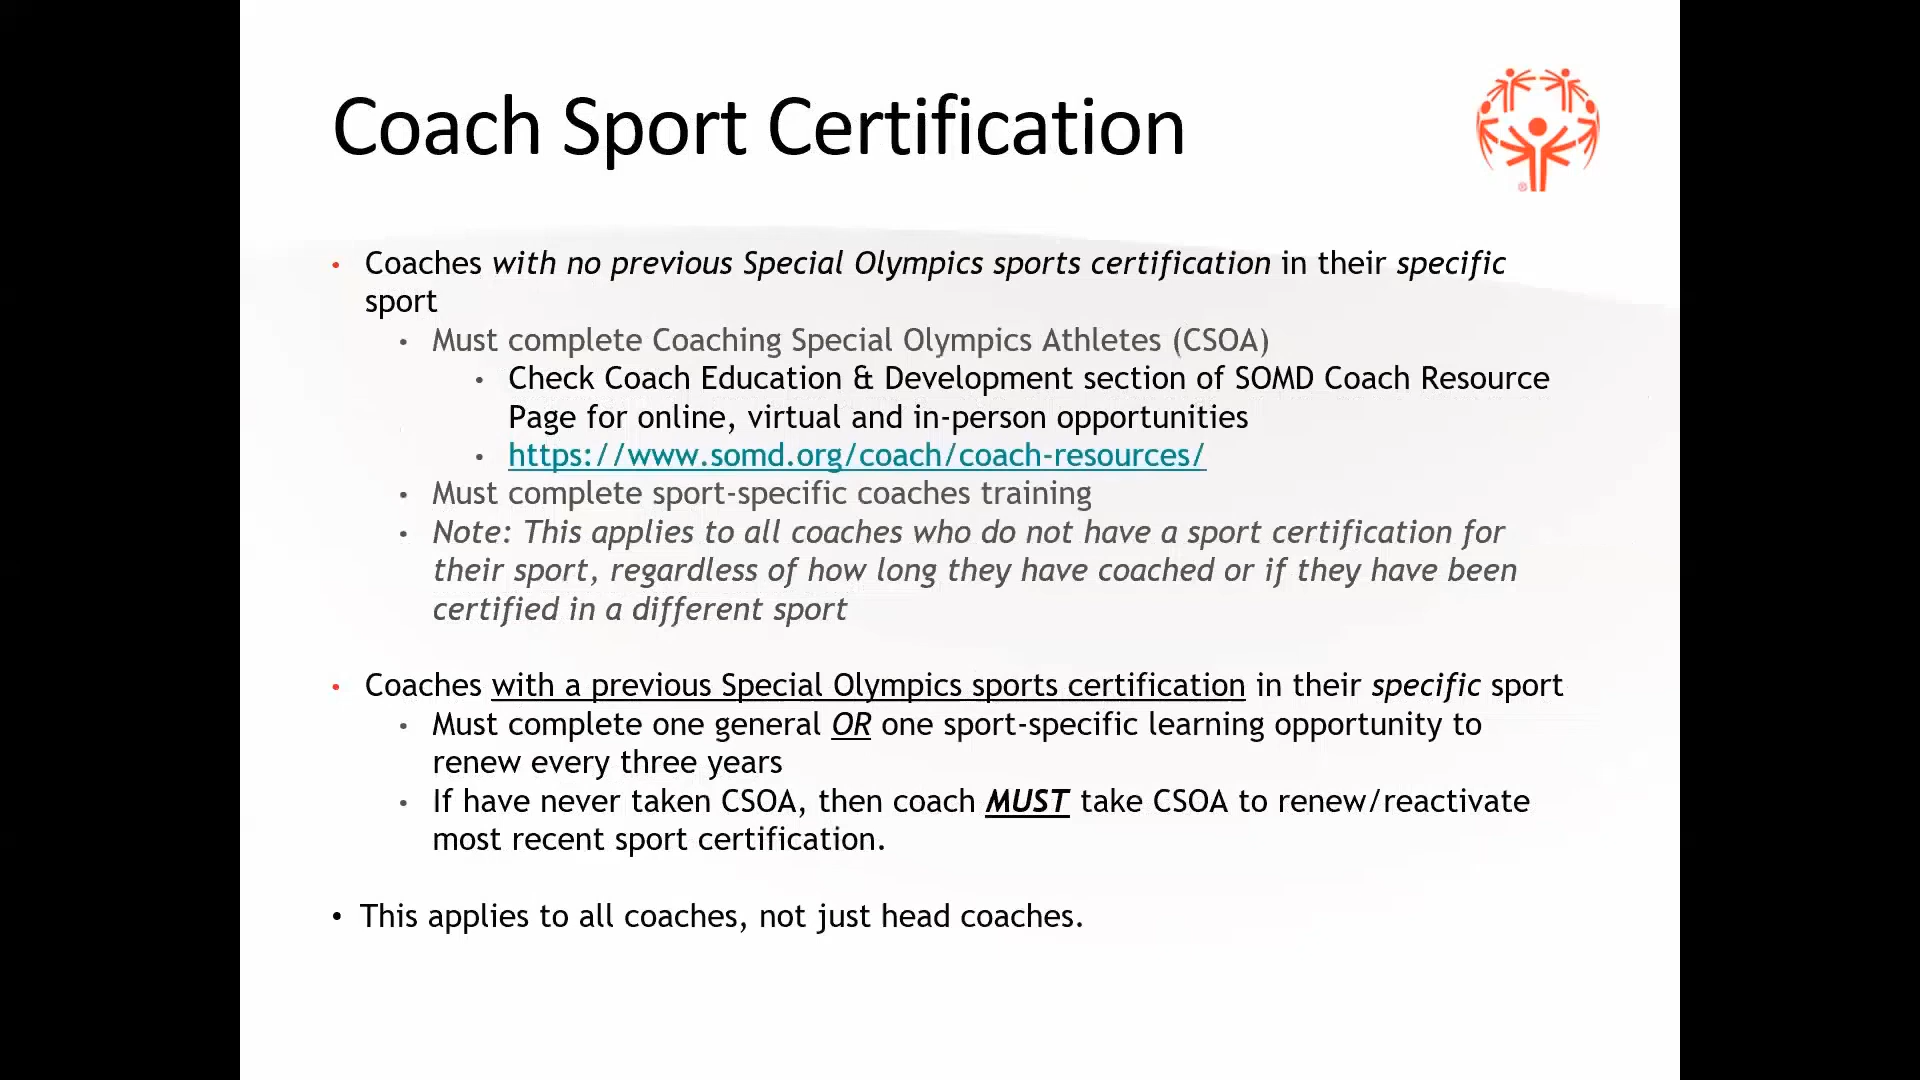 Coach Sport Certification
®
• Coaches with no previous Special Olympics sports certification in their specific
sport
• Must complete Coaching Special Olympics Athletes (CSOA)
• Check Coach Education & Development section of SOMD Coach Resource
Page for online, virtual and in-person opportunities
• https://www.somd.org/coach/coach-resources/
• Must complete sport-specific coaches training
• Note: This applies to all coaches who do not have a sport certification for
their sport, regardless of how long they have coached or if they have been
certified in a different sport
• Coaches with a previous Special Olympics sports certification in their specific sport
• Must complete one general OR one sport-specific learning opportunity to
renew every three years
• If have never taken CSOA, then coach MUST take CSOA to renew/reactivate
most recent sport certification.
• This applies to all coaches, not just head coaches.